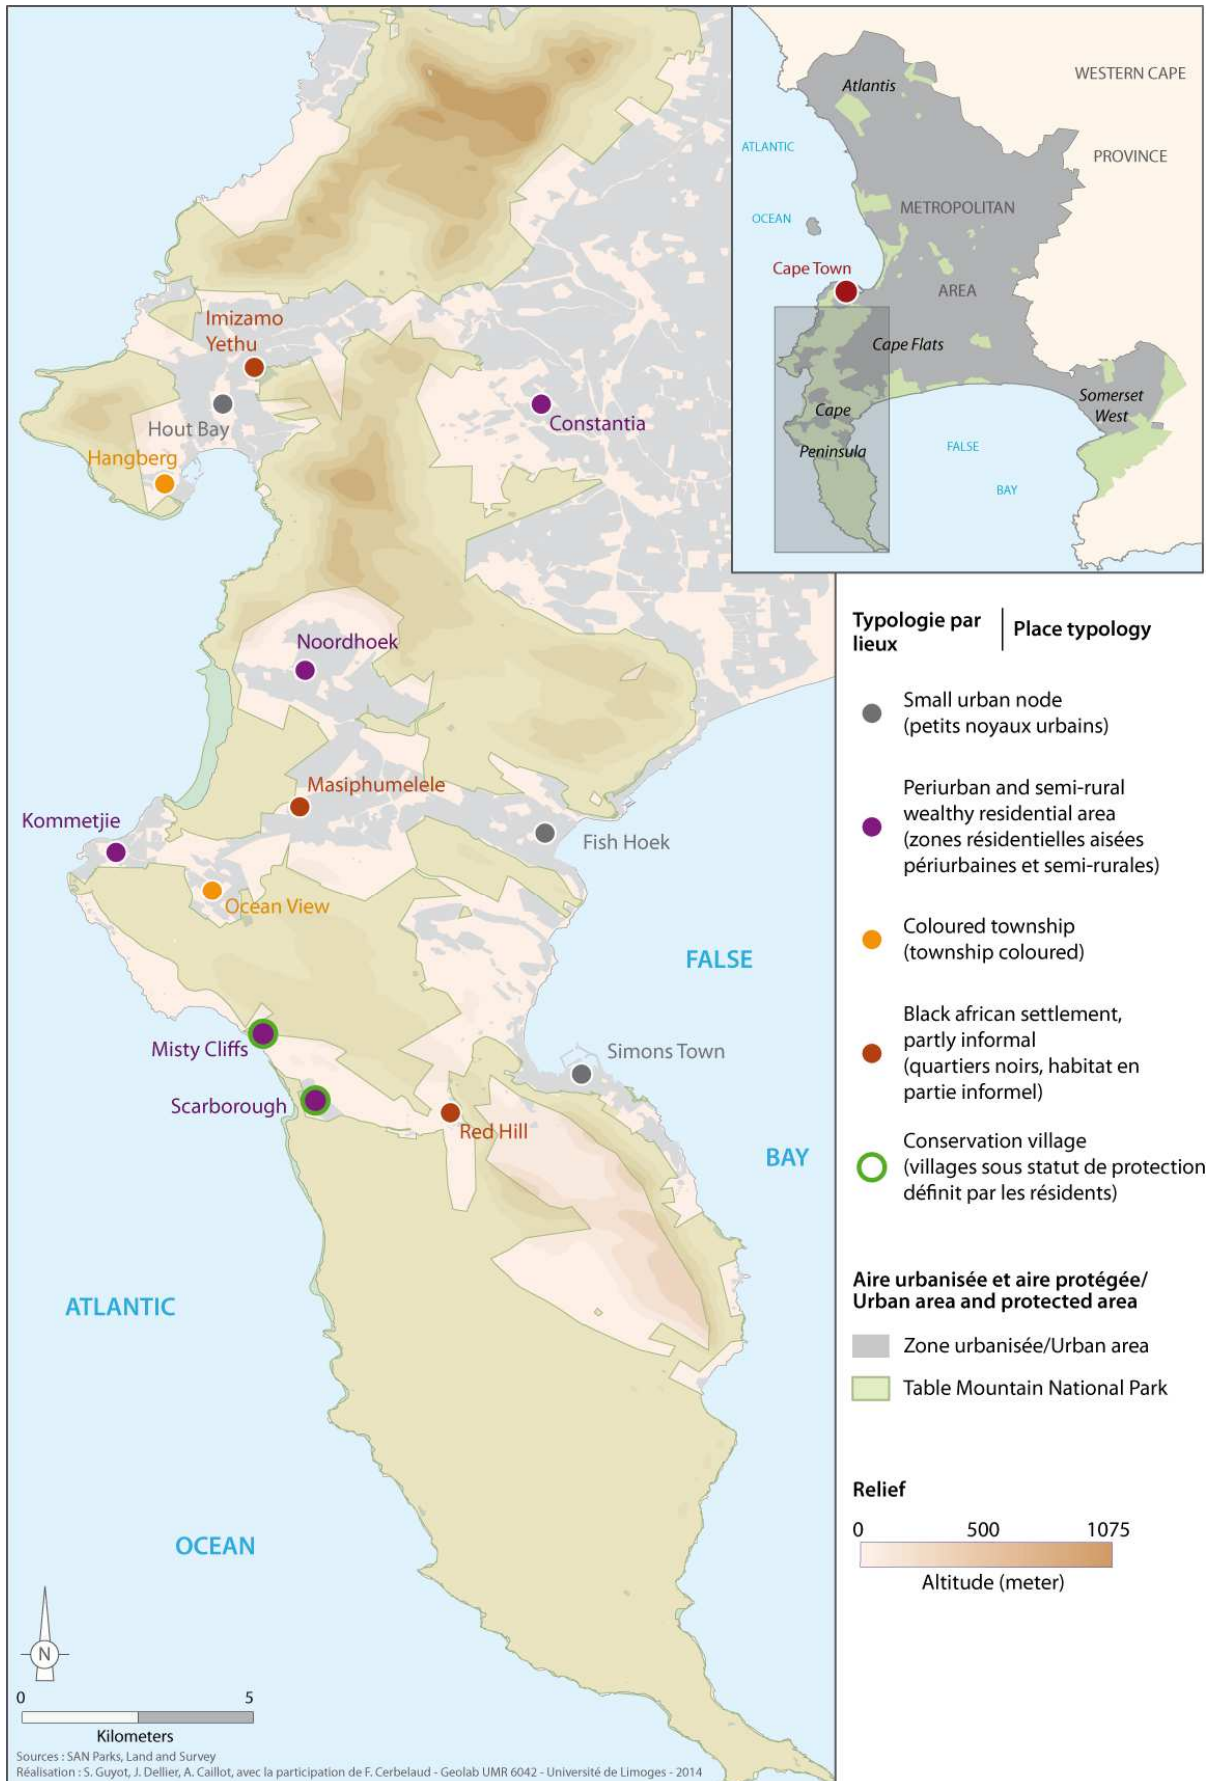 Imizamo
Yethu
Hout Bay
Hangberg
Constantia
Noordhoek
Masiphumelele
Kommetjie
Fish Hoek
Ocean View
FALSE
Misty Cliffs
Simons Town
Scarborough
Red Hill
BAY
ATLANTIC
OCEAN
N
0 5
Kilometers
Sources : SAN Parks, Land and Survey
Réalisation : S. Guyot, J. Dellier, A. Caillot, avec la participation de F. Cerbelaud - Geolab UMR 6042 - Université de Limoges - 2014
WESTERN CAPE
Atlantis
ATLANTIC
PROVINCE
METROPOLITAN
OCEAN
Cape Town
AREA
Cape Flats
Somerset
West
Cape
Peninsula
FALSE
BAY
Typologie par
lieux
Place typology
Small urban node
(petits noyaux urbains)
Periurban and semi-rural
wealthy residential area
(zones résidentielles aisées
périurbaines et semi-rurales)
Coloured township
(township coloured)
Black african settlement,
partly informal
(quartiers noirs, habitat en
partie informel)
Conservation village
(villages sous statut de protection
définit par les résidents)
Aire urbanisée et aire protégée/
Urban area and protected area
Zone urbanisée/Urban area
Table Mountain National Park
Relief
0 500 1075
Altitude (meter)